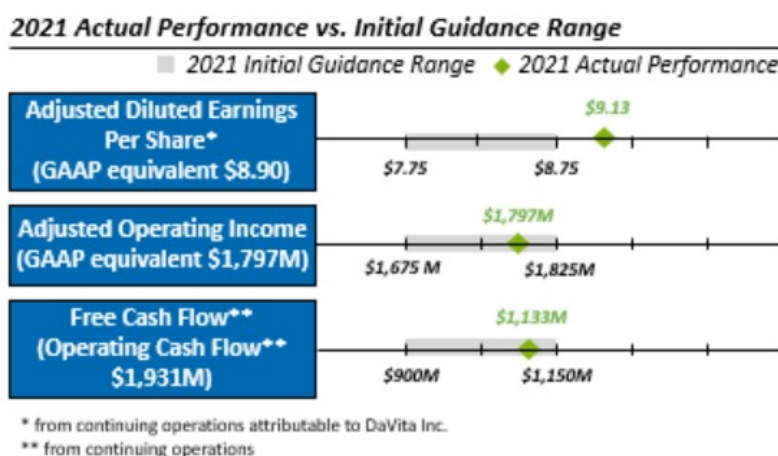 2021 Actual Performance vs. Initial Guidance Range
2021 Initial Guidance Range 2021 Actual Performance
Adjusted Diluted Earnings
Per Share*
(GAAP equivalent $8.90)
$9.13
$7.75 $8.75
Adjusted Operating Income
(GAAP equivalent $1,797M)
$1,797M
$1,675 M $1,825M
Free Cash Flow**
(Operating Cash Flow**
$1,931M)
$1,133M
$900M $1,150M
* from continuing operations attributable to DaVita Inc.
** from continuing operations